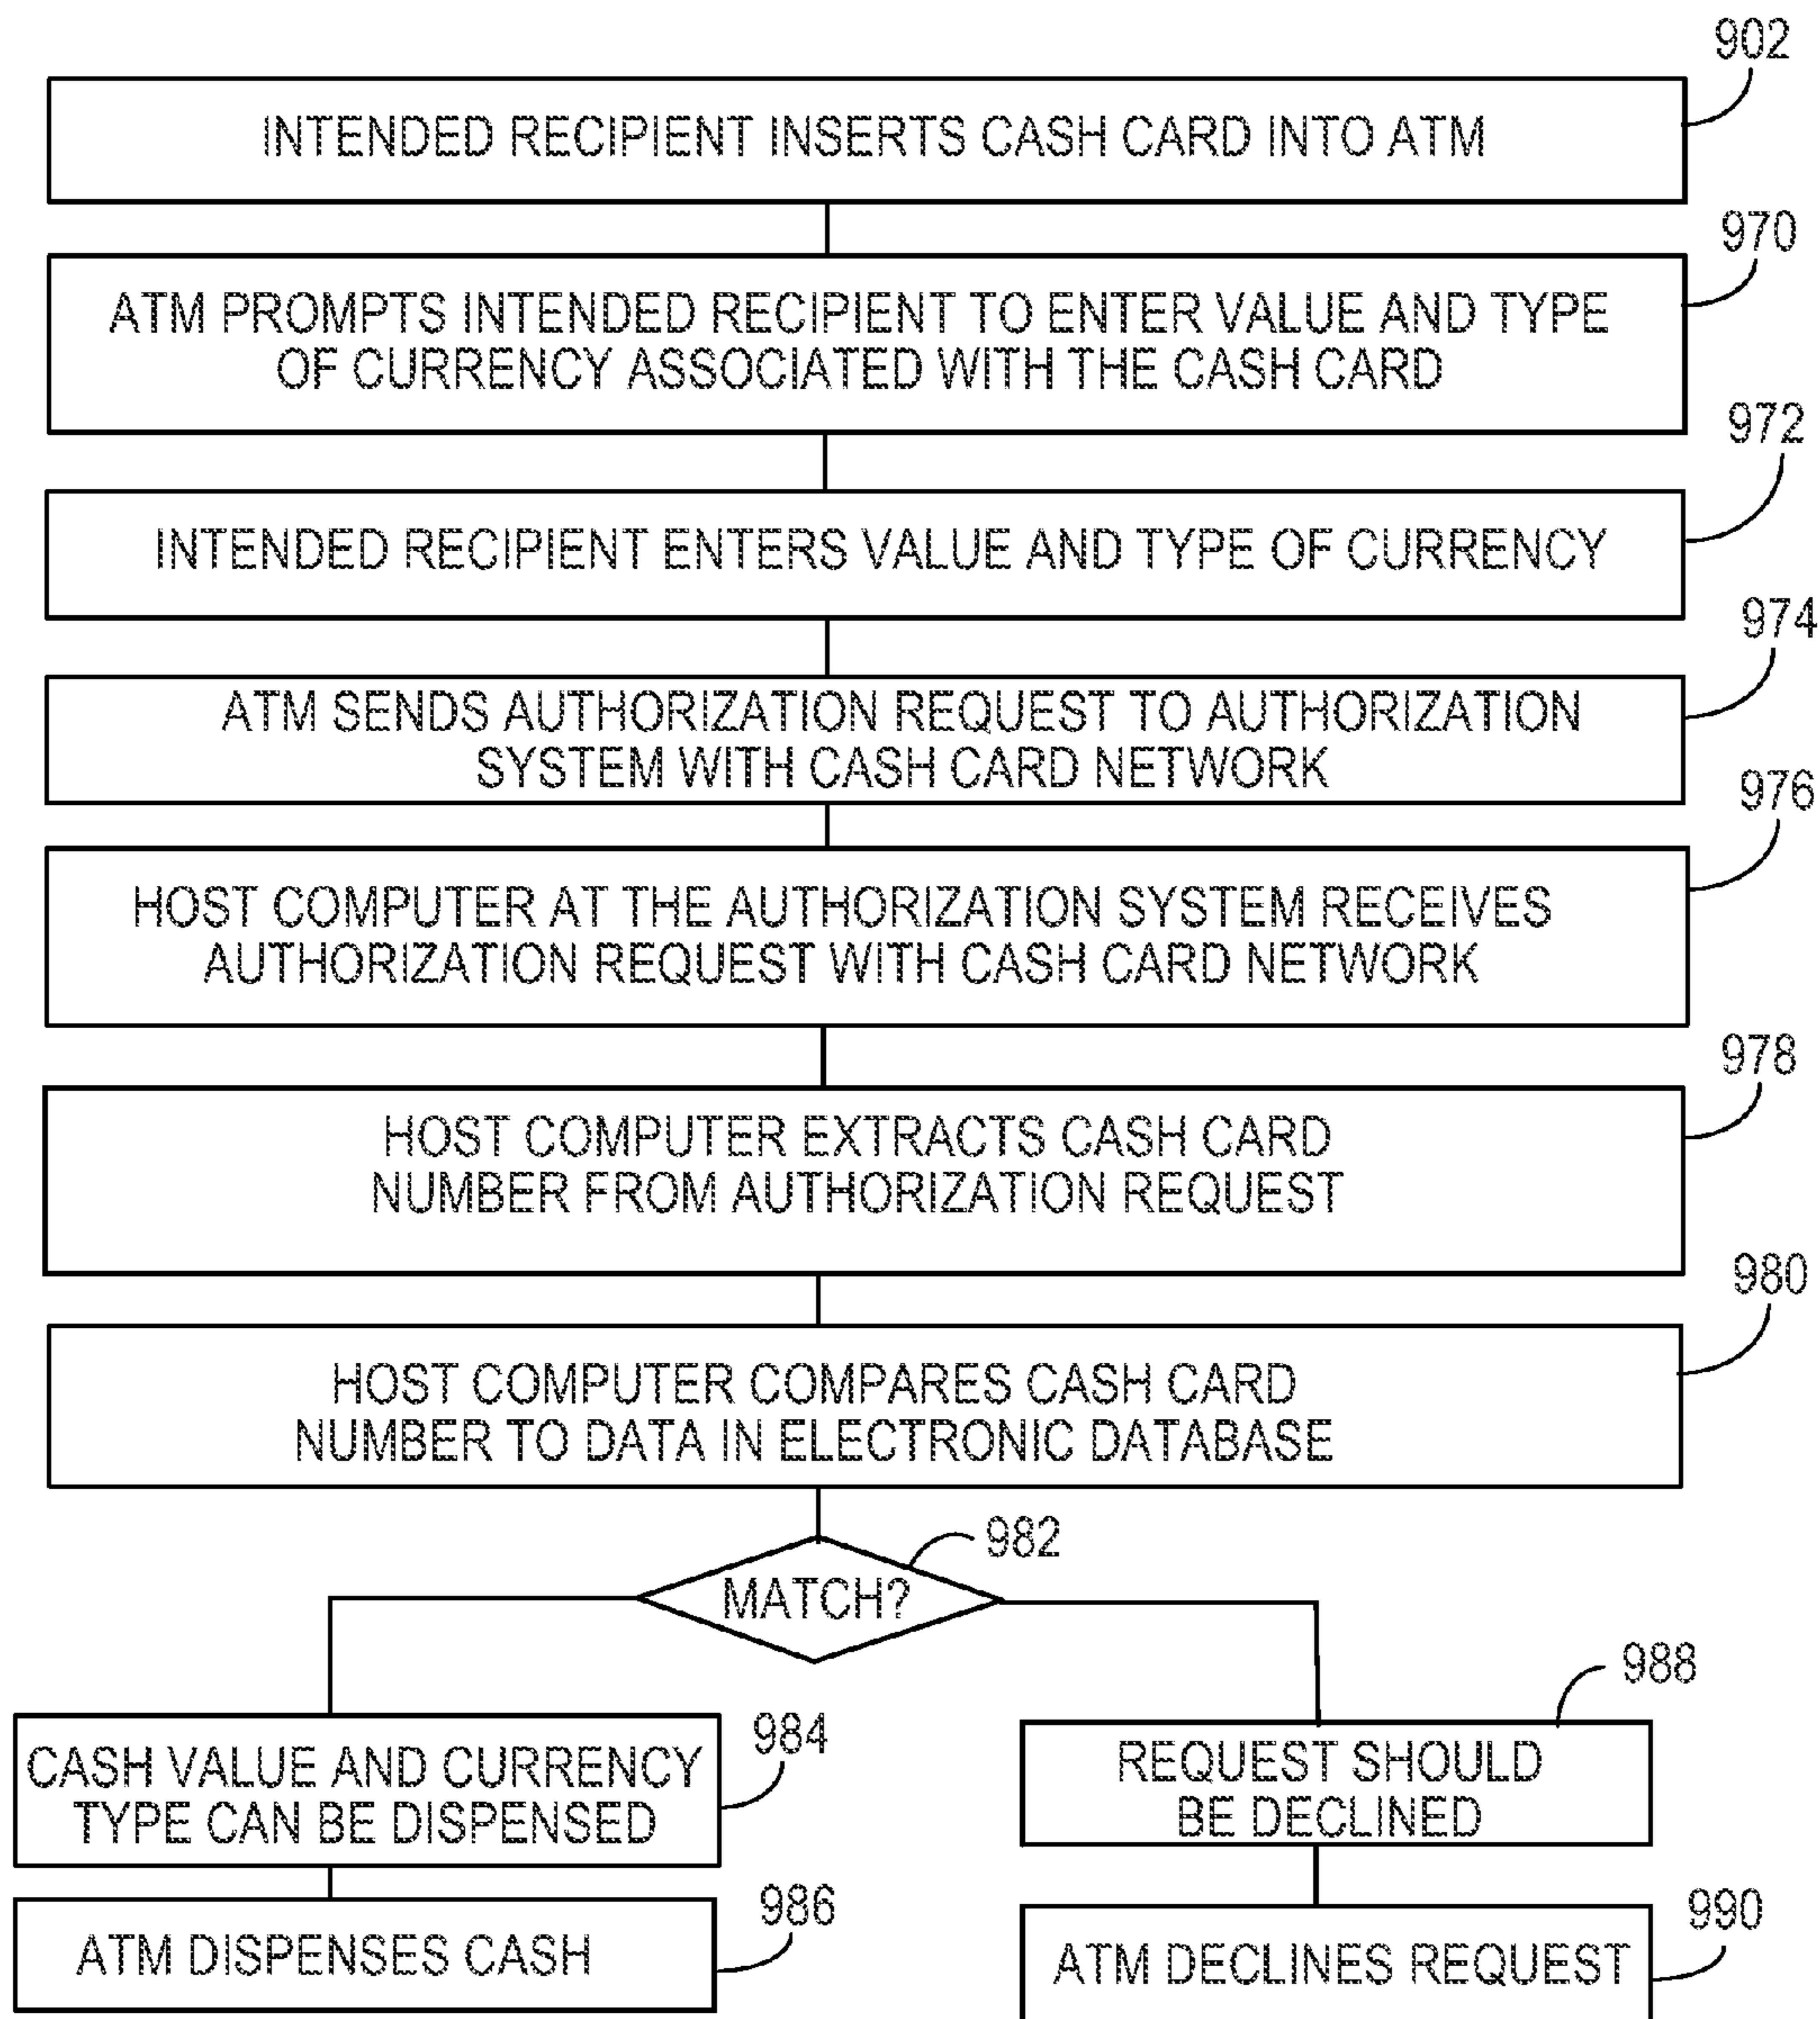 902
INTENDED RECIPIENT INSERTS CASH CARD INTO ATM
970
ATM PROMPTS INTENDED RECIPIENT TO ENTER VALUE AND TYPE
OF CURRENCY ASSOCIATED WITH THE CASH CARD
972
INTENDED RECIPIENT ENTERS VALUE AND TYPE OF CURRENCY
974
ATM SENDS AUTHORIZATION REQUEST TO AUTHORIZATION
SYSTEM WITH CASH CARD NETWORK
976
HOST COMPUTER AT THE AUTHORIZATION SYSTEM RECEIVES
AUTHORIZATION REQUEST WITH CASH CARD NETWORK
978
HOST COMPUTER EXTRACTS CASH CARD
NUMBER FROM AUTHORIZATION REQUEST
980
HOST COMPUTER COMPARES CASH CARD
NUMBER TO DATA IN ELECTRONIC DATABASE
982
MATCH?
984
CASH VALUE AND CURRENCY
TYPE CAN BE DISPENSED
988
REQUEST SHOULD
BE DECLINED
986
ATM DISPENSES CASH
990
ATM DECLINES REQUEST